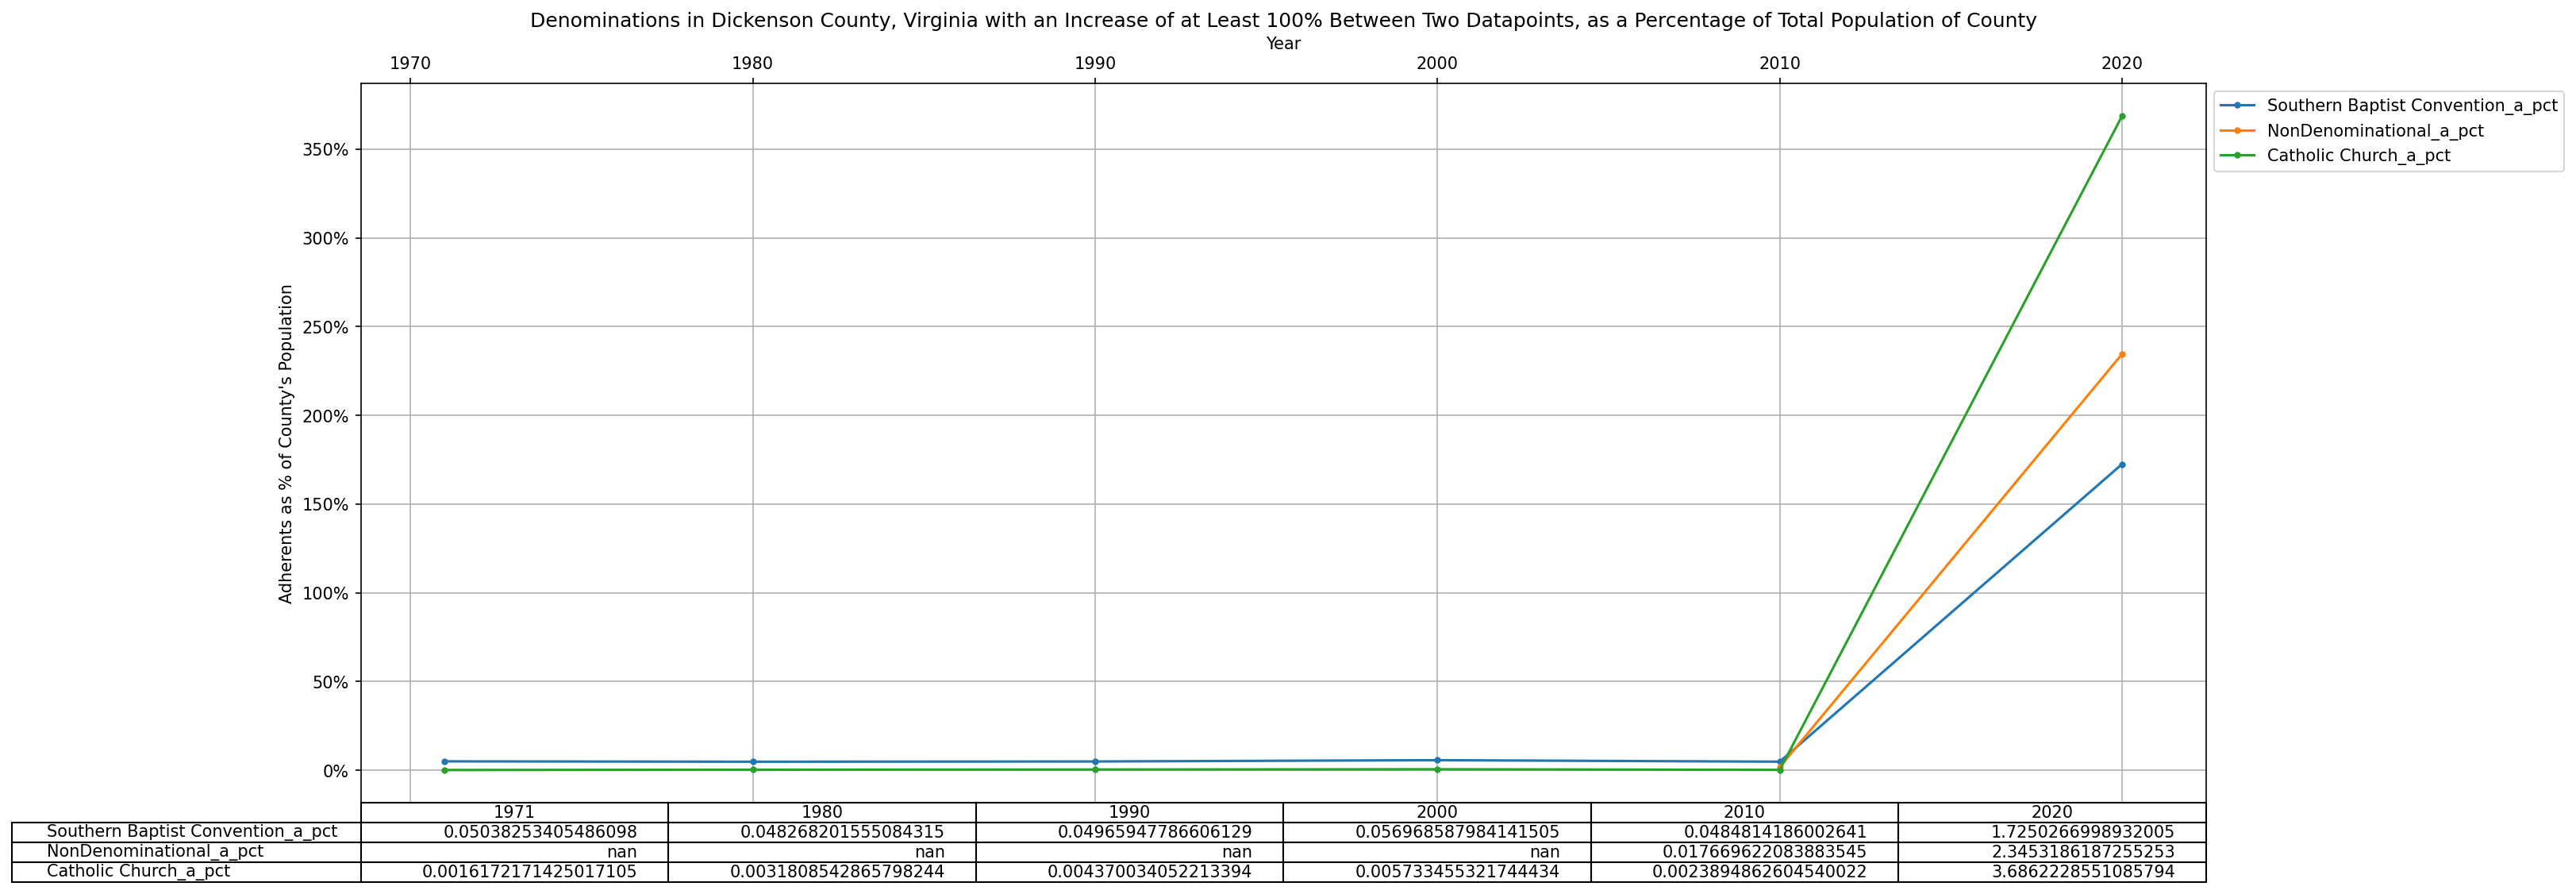 Denominations in Dickenson County, Virginia with an Increase of at Least 100% Between Two Datapoints, as a Percentage of Total Population of County
Year
1970 1980 1990 2000 2010 2020
Southern Baptist Convention_a_pct
NonDenominational_a_pct
Catholic Church_a_pct
350%
300%
250%
200%
150%
100%
50%
0%
Adherents as % of County's Population
1971 1980 1990 2000 2010 2020
Southern Baptist Convention_a_pct 0.05038253405486098 0.048268201555084315 0.04965947786606129 0.056968587984141505 0.0484814186002641 1.7250266998932005
NonDenominational_a_pct nan nan nan nan 0.017669622083883545 2.3453186187255253
Catholic Church_a_pct 0.0016172171425017105 0.0031808542865798244 0.004370034052213394 0.005733455321744434 0.0023894862604540022 3.6862228551085794